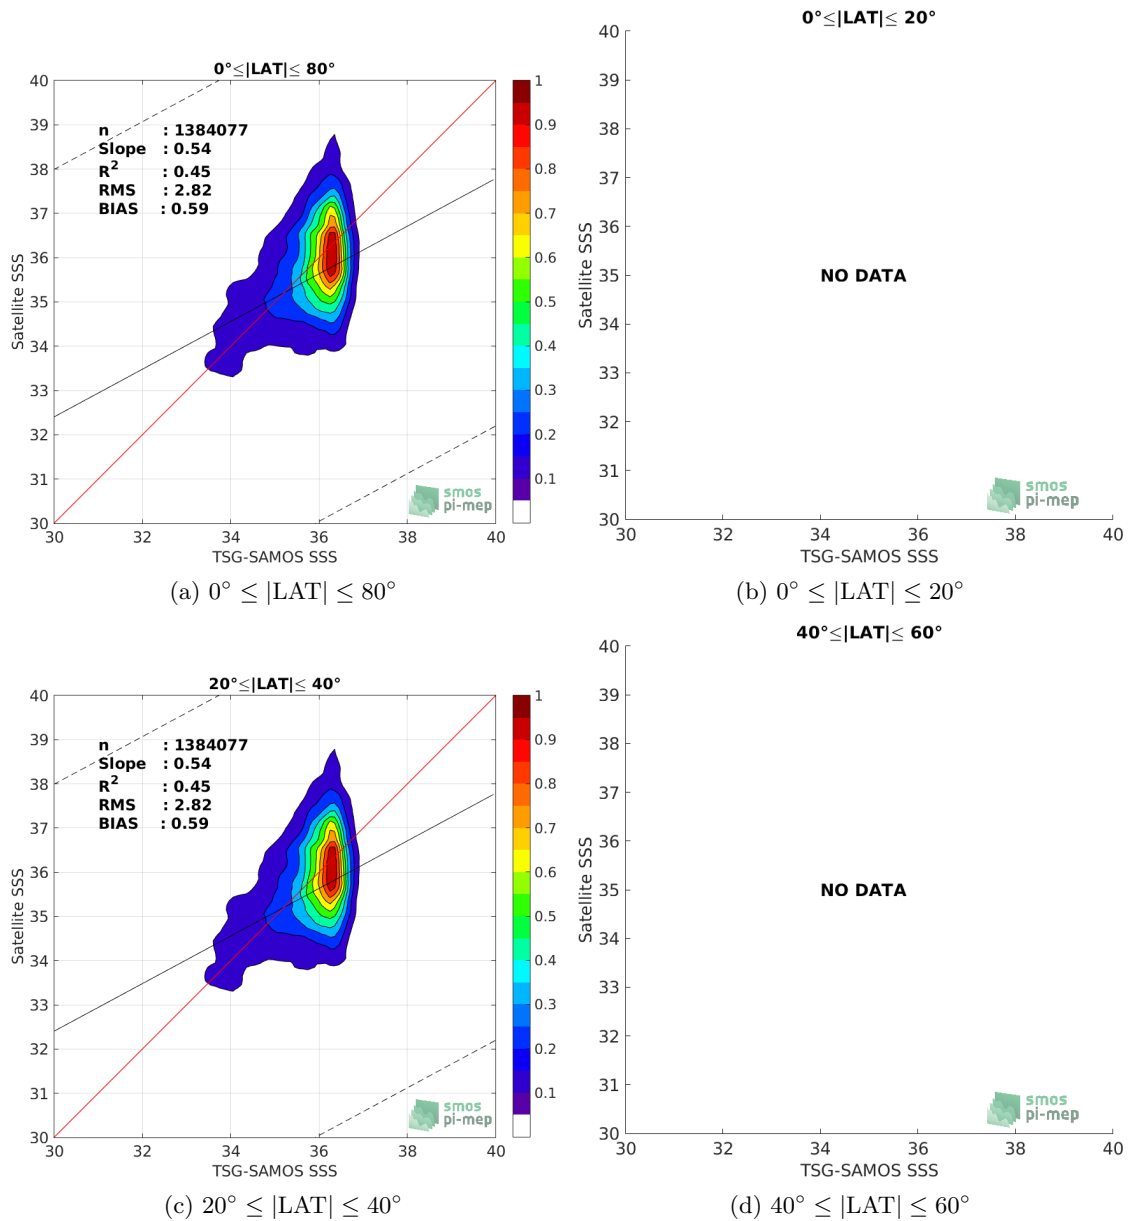 0°≤|LAT|≤ 80°
40
39
38
37
36
35
34
33
32
31
30
30
32
34
36
38
40
n : 1384077
Slope : 0.54
R² : 0.45
RMS : 2.82
BIAS : 0.59
1
0.9
0.8
0.7
0.6
0.5
0.4
0.3
0.2
0.1
smos
pi-mep
Satellite SSS
TSG-SAMOS SSS
(a) 0° ≤ |LAT| ≤ 80°
0°≤|LAT|≤ 20°
40
39
38
37
36
35
34
33
32
31
30
30
32
34
36
38
40
NO DATA
smos
pi-mep
Satellite SSS
TSG-SAMOS SSS
(b) 0° ≤ |LAT| ≤ 20°
20°≤|LAT|≤ 40°
40
39
38
37
36
35
34
33
32
31
30
30
32
34
36
38
40
n : 1384077
Slope : 0.54
R² : 0.45
RMS : 2.82
BIAS : 0.59
1
0.9
0.8
0.7
0.6
0.5
0.4
0.3
0.2
0.1
smos
pi-mep
Satellite SSS
TSG-SAMOS SSS
(c) 20° ≤ |LAT| ≤ 40°
40°≤|LAT|≤ 60°
40
39
38
37
36
35
34
33
32
31
30
30
32
34
36
38
40
NO DATA
smos
pi-mep
Satellite SSS
TSG-SAMOS SSS
(d) 40° ≤ |LAT| ≤ 60°